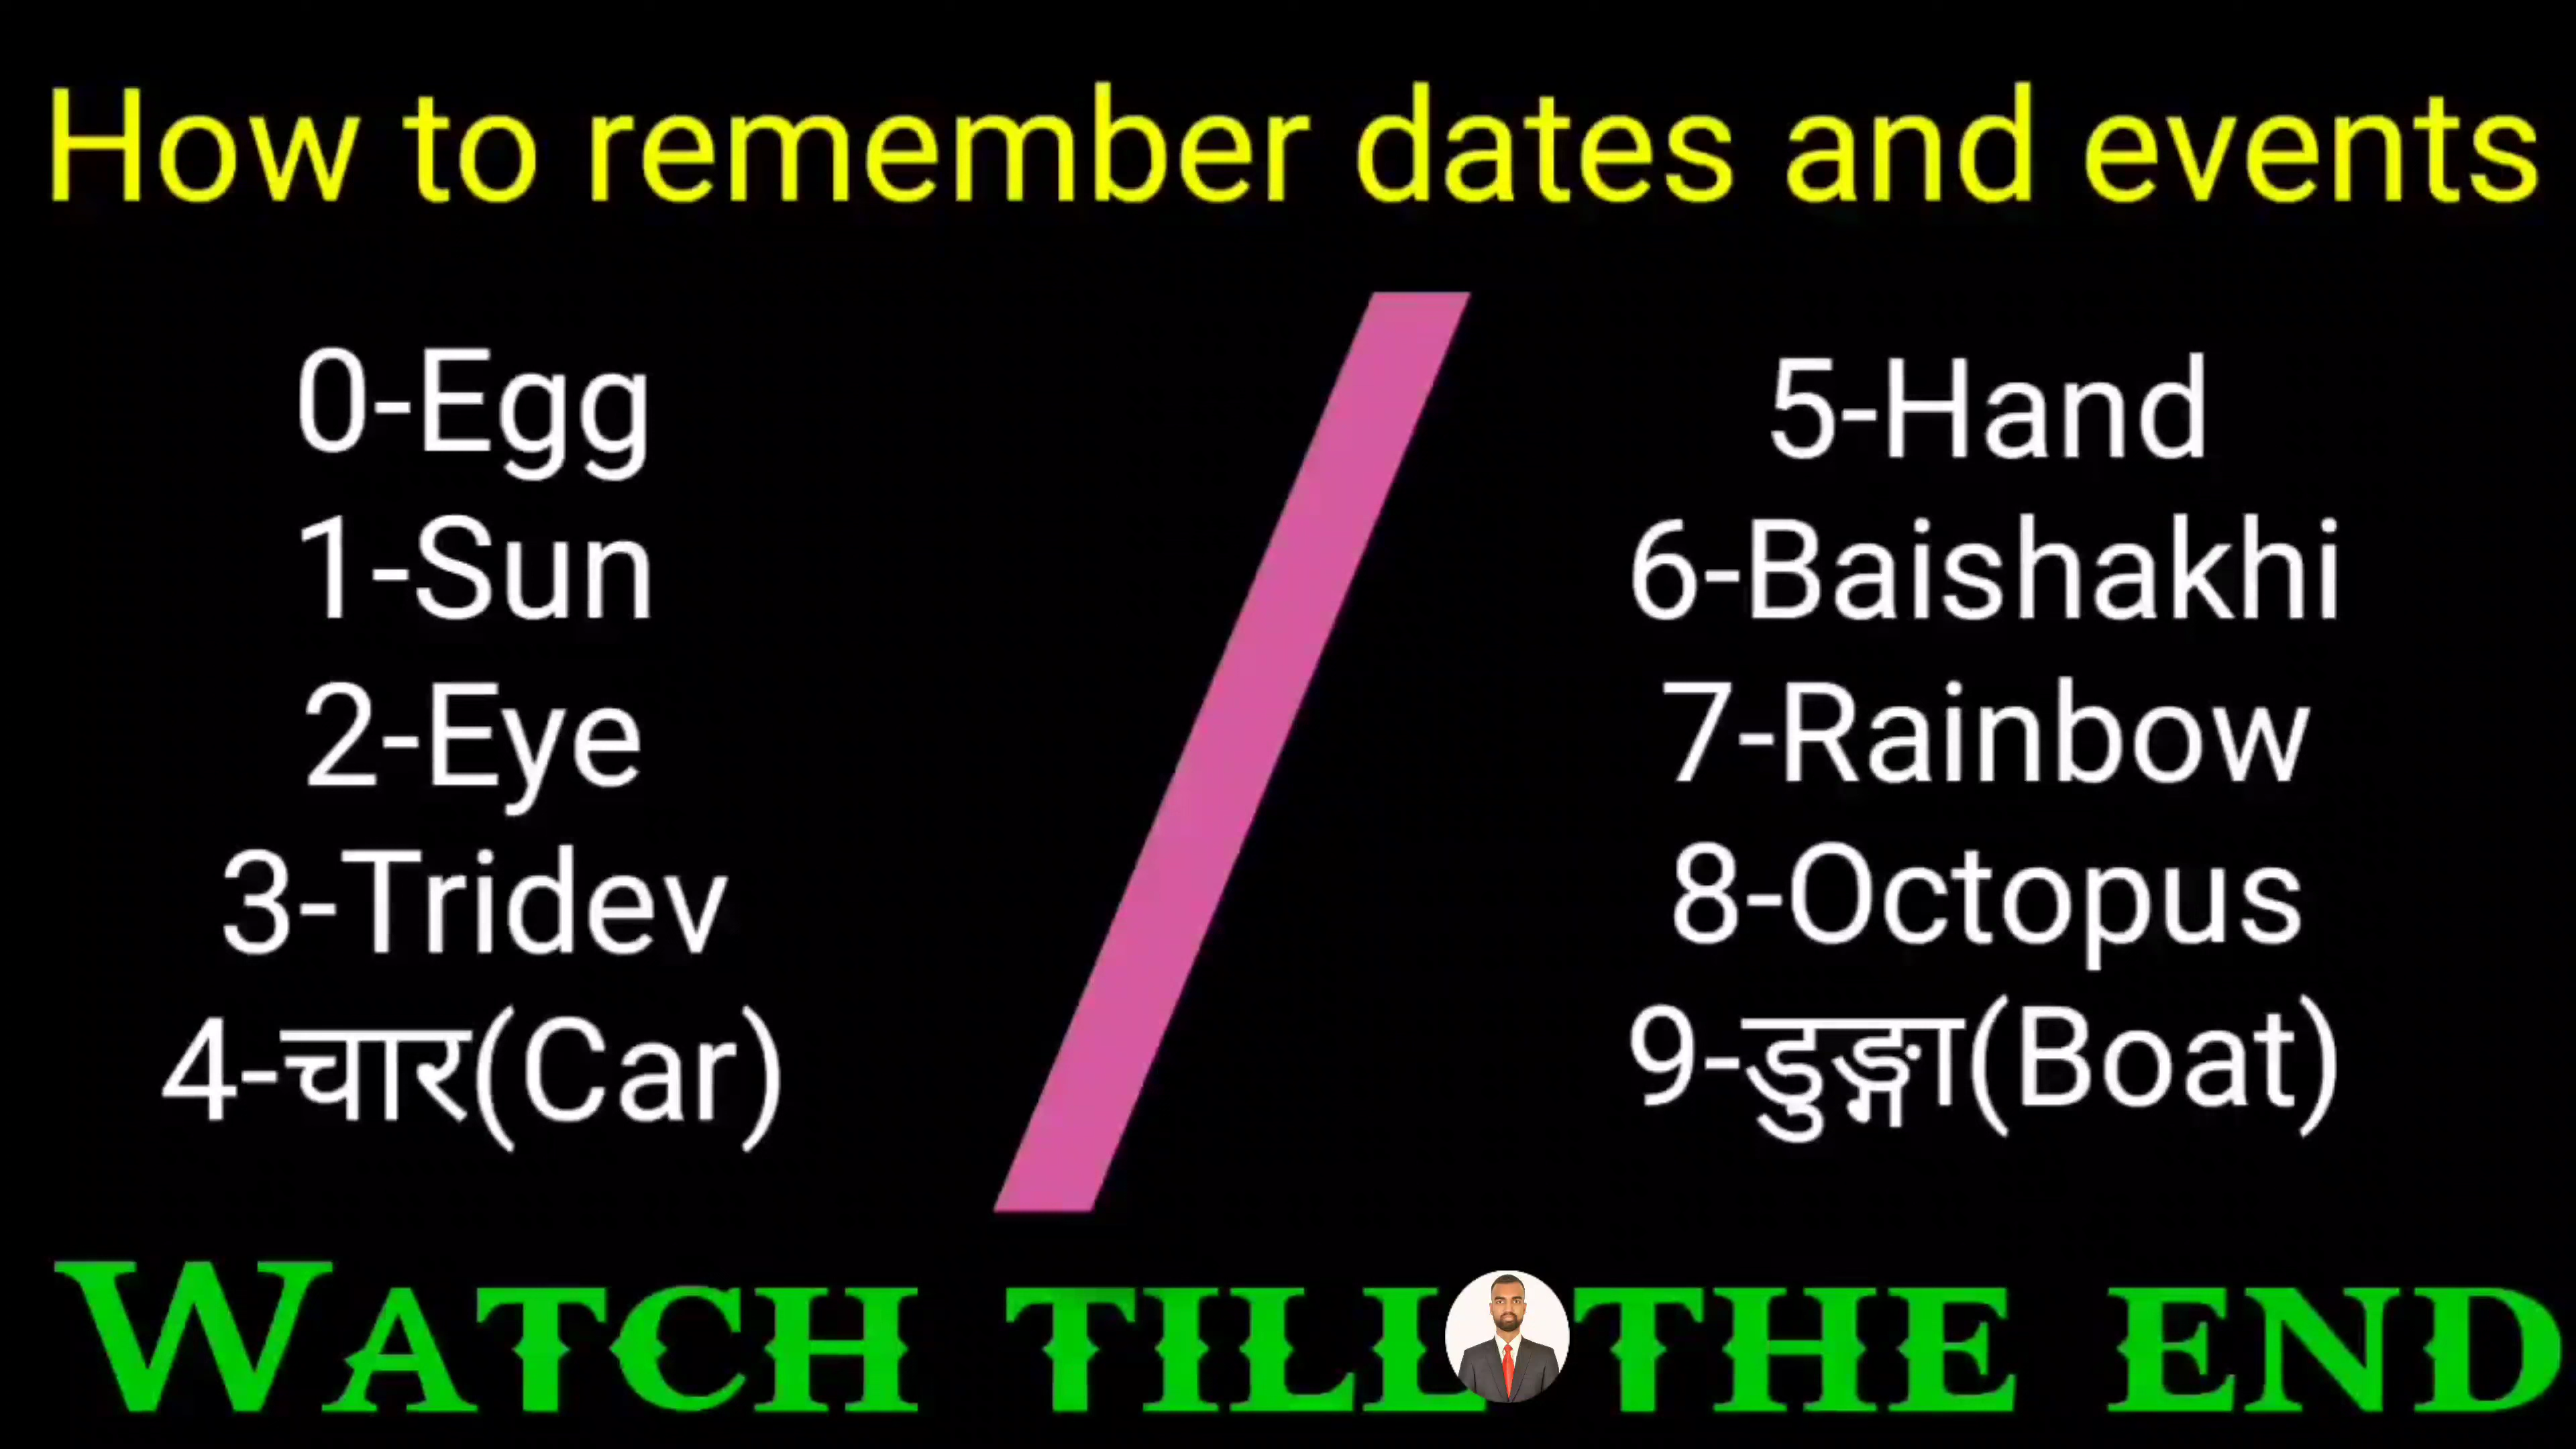 How to remember dates and events
0-Egg
1-Sun
2-Eye
3-Tridev
4-चार(Car)
5-Hand
6-Baishakhi
7-Rainbow
8-Octopus
9-डुङ्गा(Boat)
WATCH TILL THE END